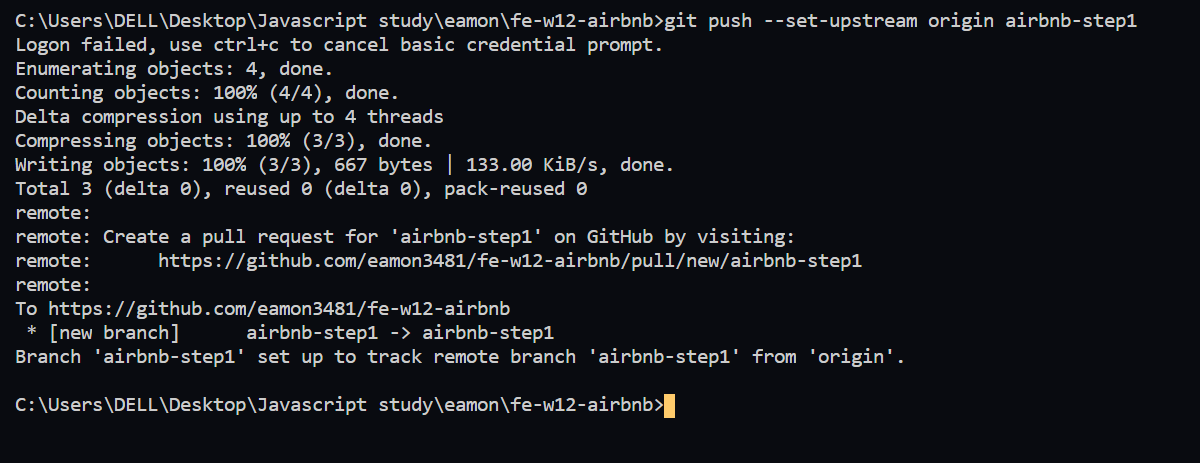 C:\Users\DELL\Desktop\Javascript study\eamon\fe-w12-airbnb>git push --set-upstream origin airbnb-step1
Logon failed, use ctrl+c to cancel basic credential prompt.
Enumerating objects: 4, done.
Counting objects: 100% (4/4), done.
Delta compression using up to 4 threads
Compressing objects: 100% (3/3), done.
Writing objects: 100% (3/3), 667 bytes | 133.00 KiB/s, done.
Total 3 (delta 0), reused 0 (delta 0), pack-reused 0
remote:
remote: Create a pull request for 'airbnb-step1' on GitHub by visiting:
remote:      https://github.com/eamon3481/fe-w12-airbnb/pull/new/airbnb-step1
remote:
To https://github.com/eamon3481/fe-w12-airbnb
 * [new branch]      airbnb-step1 -> airbnb-step1
Branch 'airbnb-step1' set up to track remote branch 'airbnb-step1' from 'origin'.
C:\Users\DELL\Desktop\Javascript study\eamon\fe-w12-airbnb>